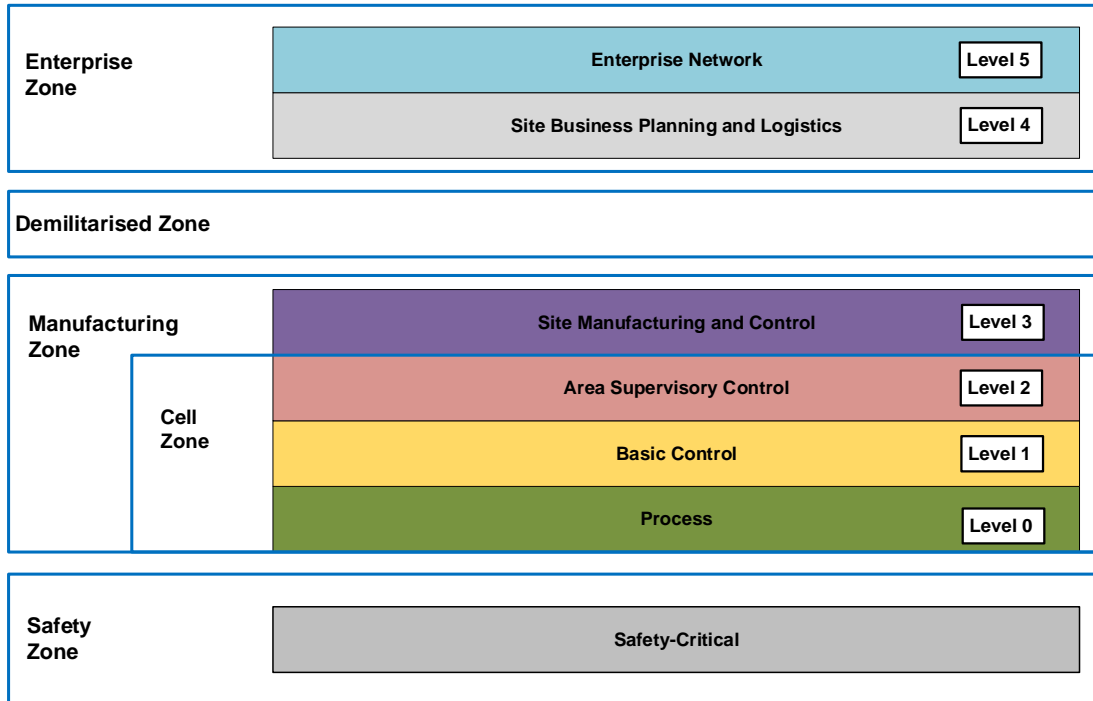 Enterprise
Zone
Enterprise Network
Level 5
Site Business Planning and Logistics
Level 4
Demilitarised Zone
Manufacturing
Zone
Site Manufacturing and Control
Level 3
Cell
Zone
Area Supervisory Control
Level 2
Basic Control
Level 1
Process
Level 0
Safety
Zone
Safety-Critical